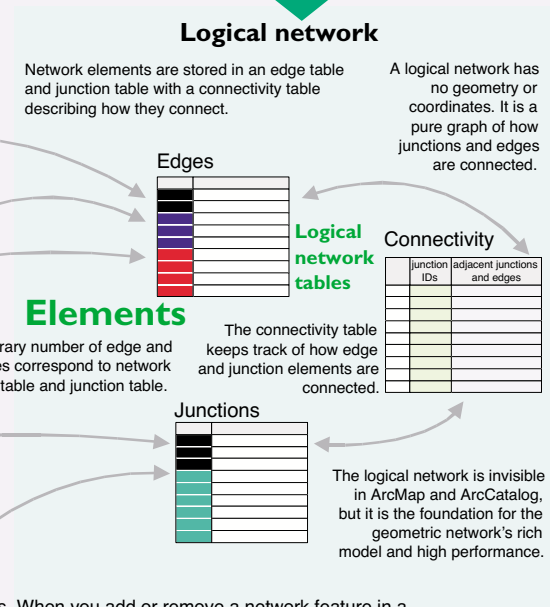 Logical network
Network elements are stored in an edge table
and junction table with a connectivity table
describing how they connect.
A logical network has
no geometry or
coordinates. It is a
pure graph of how
junctions and edges
are connected.
Edges
Logical
network
tables
Connectivity
junction
IDs
adjacent junctions
and edges
Elements
rary number of edge and
es correspond to network
table and junction table.
The connectivity table
keeps track of how edge
and junction elements are
connected.
Junctions
The logical network is invisible
in ArcMap and ArcCatalog,
but it is the foundation for the
geometric network's rich
model and high performance.
s. When you add or remove a network feature in a